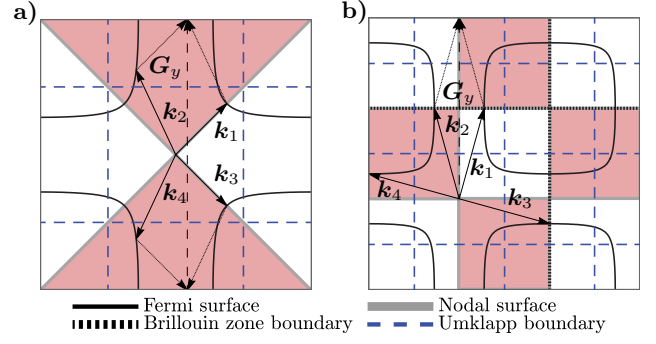 a)
b)
G_y
k_2
k_1
k_3
k_4
G_y
k_2
k_1
k_4
k_3
Fermi surface
Nodal surface
Brillouin zone boundary
Umklapp boundary